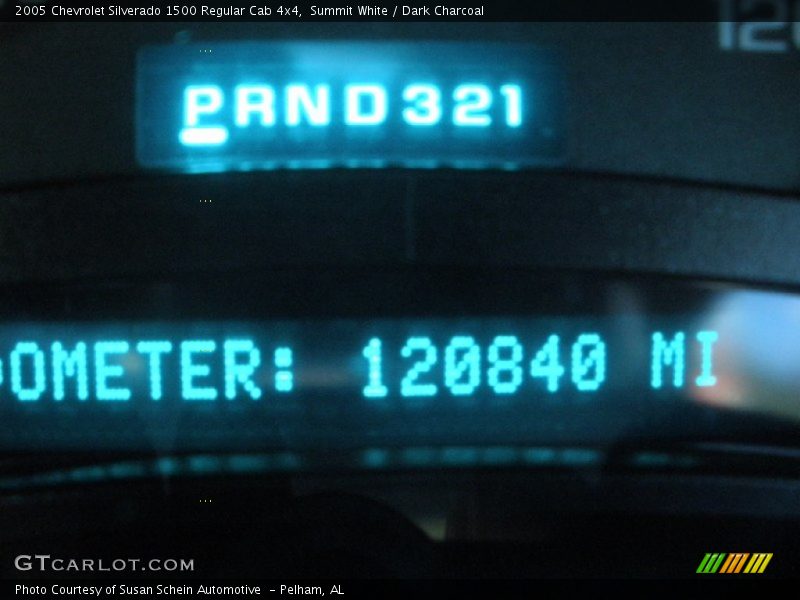 2005 Chevrolet Silverado 1500 Regular Cab 4x4, Summit White / Dark Charcoal
120
PRND321
OMETER: 120840 MI
GTCARLOT.COM
Photo Courtesy of Susan Schein Automotive - Pelham, AL